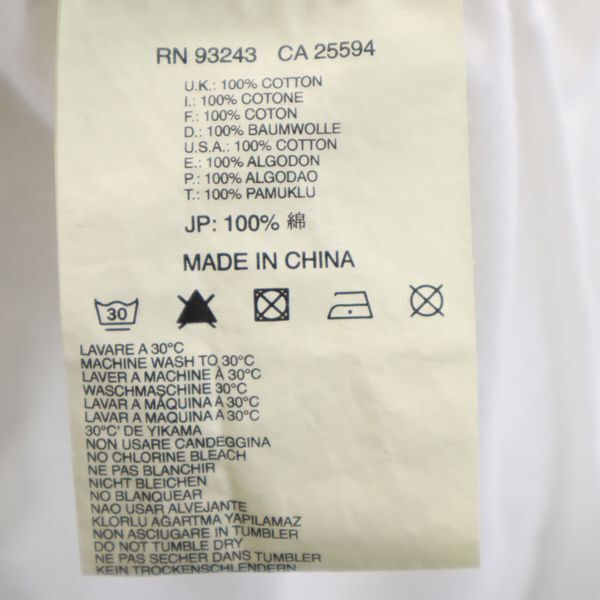 RN 93243 CA 25594
U.K.: 100% COTTON
I.: 100% COTONE
F.: 100% COTON
D.: 100% BAUMWOLLE
U.S.A.: 100% COTTON
E.: 100% ALGODON
P.: 100% ALGODAO
T.: 100% PAMUKLU
JP: 100% 綿
MADE IN CHINA
30
LAVARE A 30°C
MACHINE WASH TO 30°C
LAVER A MACHINE À 30°C
WASCHMASCHINE 30°C
LAVAR A MÁQUINA A 30°C
LAVAR A MAQUINA A 30°C
30°C' DE YIKAMA
NON USARE CANDEGGINA
NO CHLORINE BLEACH
NE PAS BLANCHIR
NICHT BLEICHEN
NO BLANQUEAR
NAO USAR ALVEJANTE
KLORLU AĞARTMA YAPILAMAZ
NON ASCIUGARE IN TUMBLER
DO NOT TUMBLE DRY
NE PAS SECHER DANS TUMBLER
KEIN TROCKENSCHLENDERN